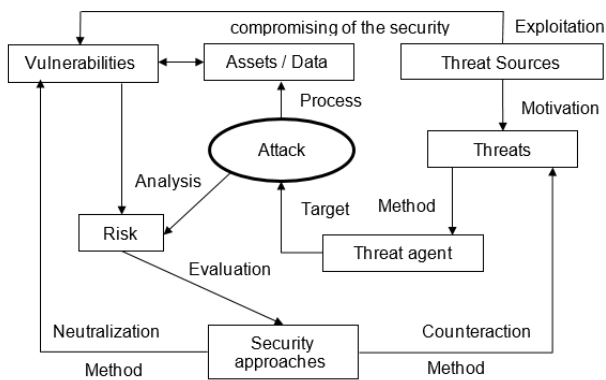 compromising of the security
Exploitation
Vulnerabilities
Assets / Data
Threat Sources
Process
Motivation
Attack
Threats
Analysis
Target
Method
Risk
Threat agent
Evaluation
Neutralization
Security
approaches
Counteraction
Method
Method